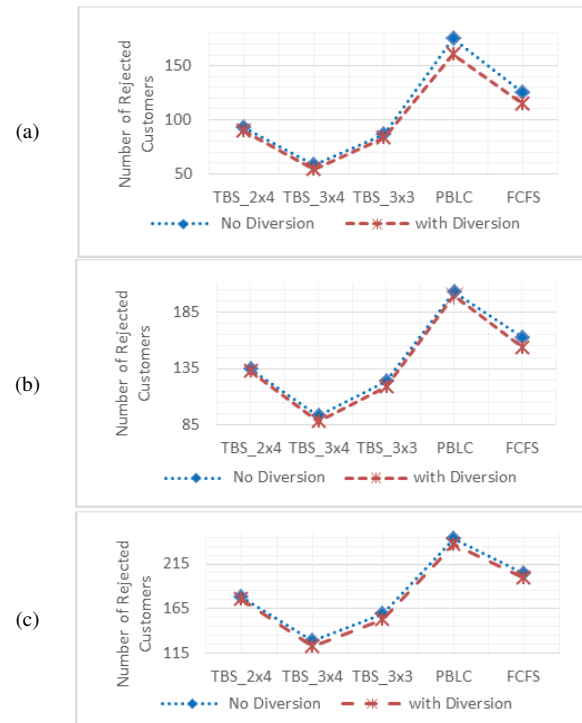 (a)
Number of Rejected
Customers
150
100
50
TBS_2x4 TBS_3x4 TBS_3x3 PBLC FCFS
No Diversion with Diversion
(b)
Number of Rejected
Customers
185
135
85
TBS_2x4 TBS_3x4 TBS_3x3 PBLC FCFS
No Diversion with Diversion
(c)
Number of Rejected
Customers
215
165
115
TBS_2x4 TBS_3x4 TBS_3x3 PBLC FCFS
No Diversion with Diversion